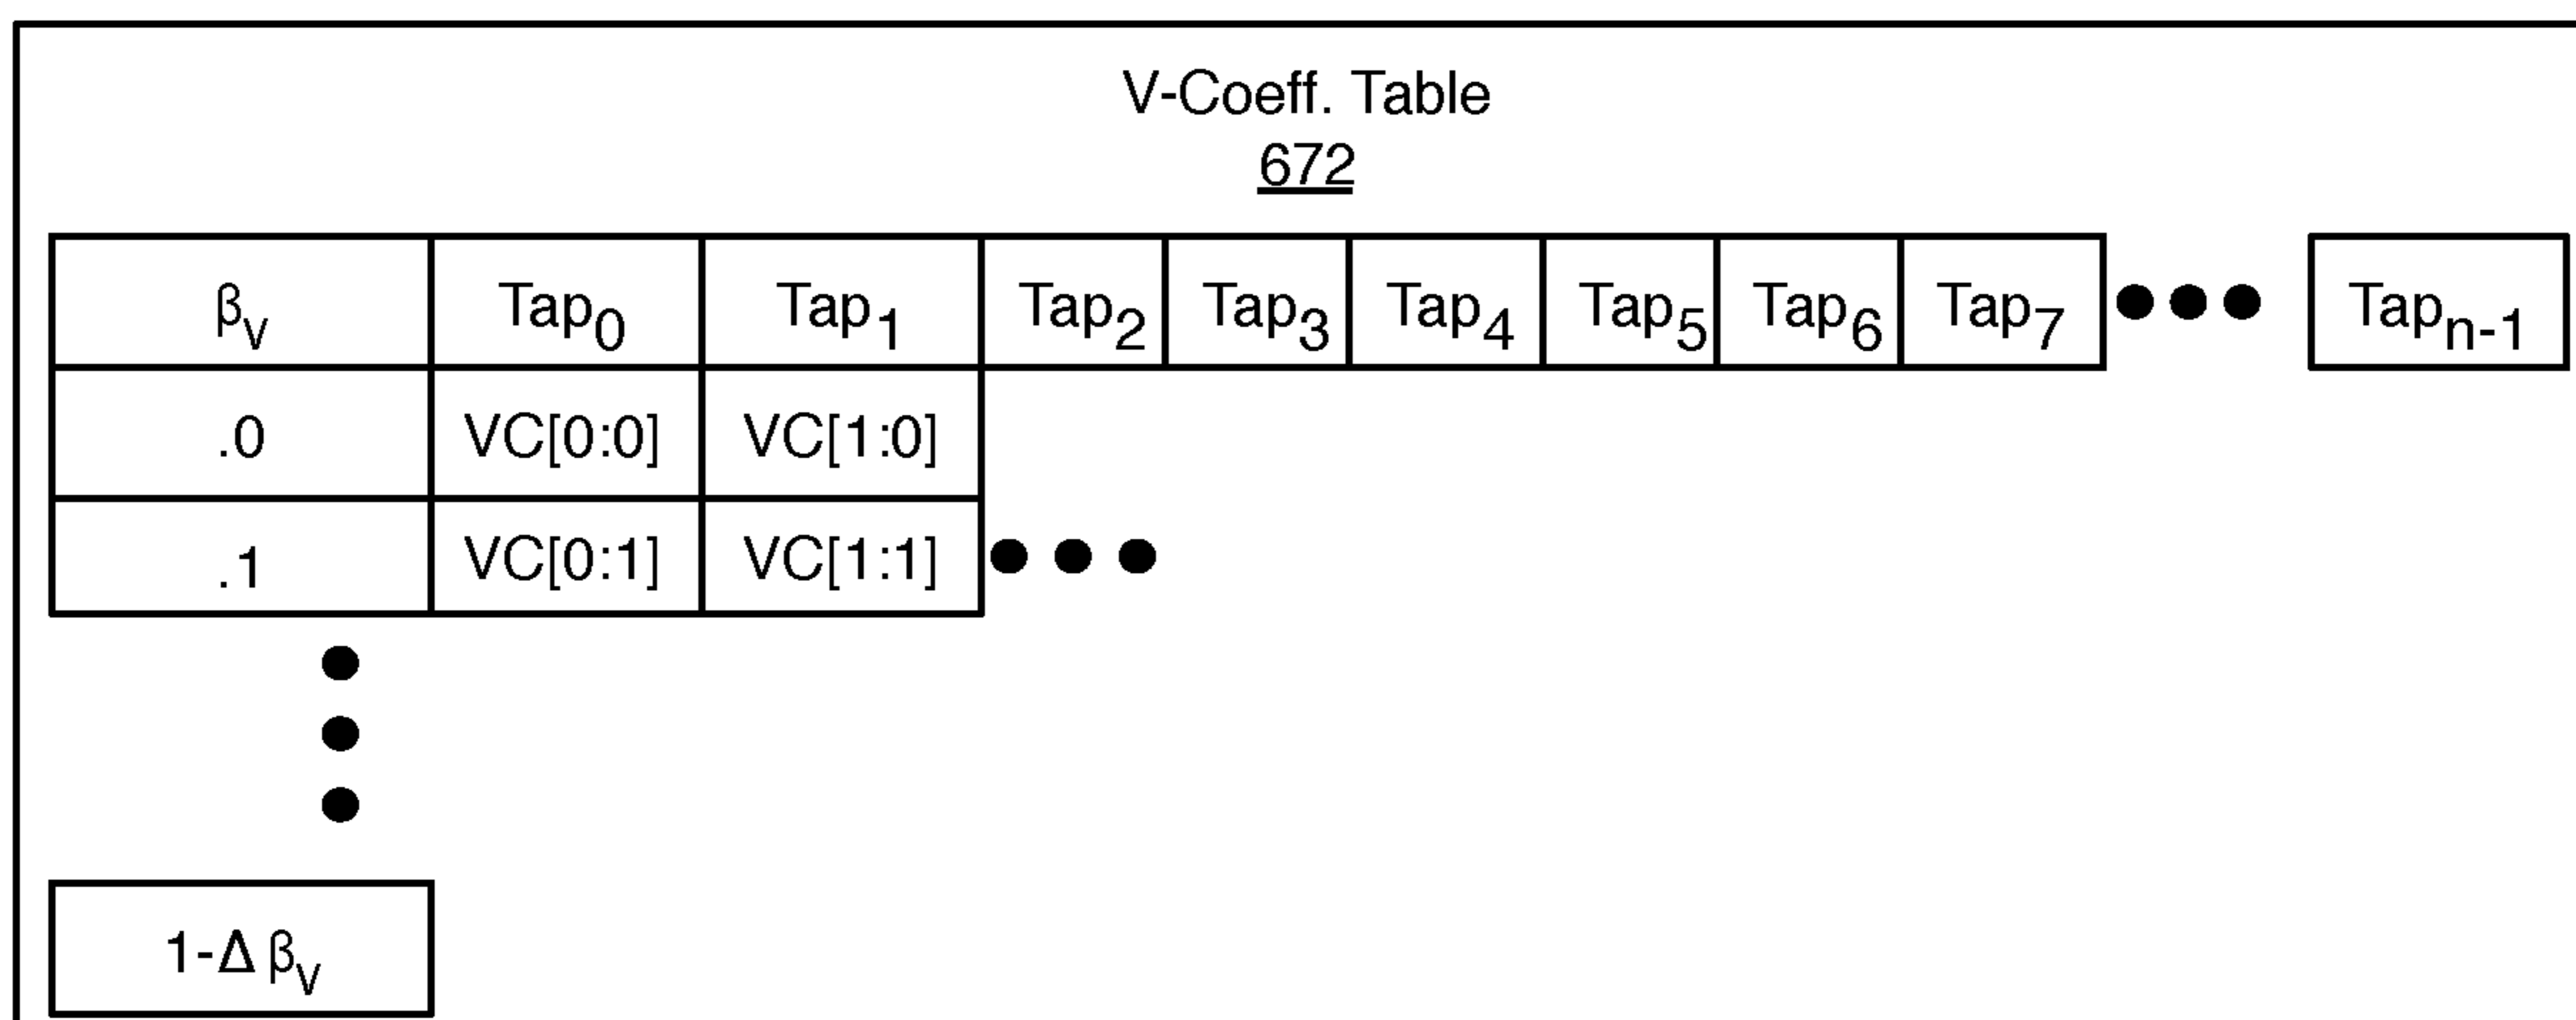 V-Coeff. Table
672
βv Tap0 Tap1 Tap2 Tap3 Tap4 Tap5 Tap6 Tap7 Tapn-1
.0 VC[0:0] VC[1:0]
.1 VC[0:1] VC[1:1]
1-Δ βv